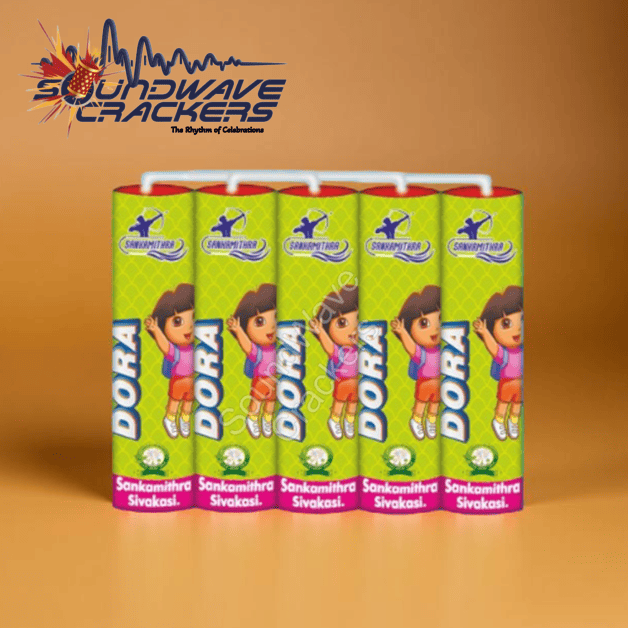 SOUNDWAVE
CRACKERS
The Rhythm of Celebrations
SANKAMITHRA
SANKAMITHRA
SANKAMITHRA
SANKAMITHRA
SANKAMITHRA
DORA
DORA
DORA
DORA
DORA
Soundwave
Crackers
Sankamithra
Sivakasi.
Sankamithra
Sivakasi.
Sankamithra
Sivakasi.
Sankamithra
Sivakasi.
Sankamithra
Sivakasi.